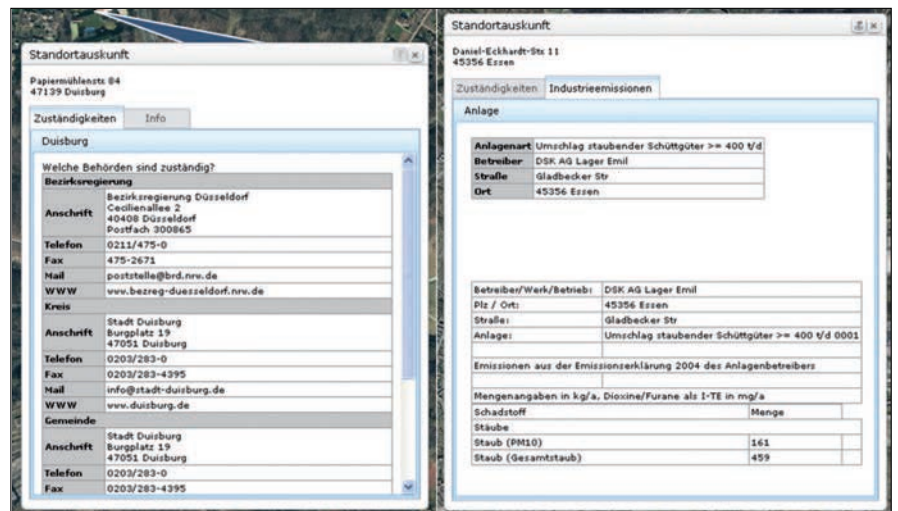 Standortauskunft
Papiermühlenstr. 84
47139 Duisburg
Zuständigkeiten Info
Duisburg
Welche Behörden sind zuständig?
Bezirksregierung
Anschrift Bezirksregierung Düsseldorf
Cecilienallee 2
40408 Düsseldorf
Postfach 300865
Telefon 0211/475-0
Fax 475-2671
Mail poststelle@brd.nrw.de
WWW www.bezreg-duesseldorf.nrw.de
Kreis
Anschrift Stadt Duisburg
Burgplatz 19
47051 Duisburg
Telefon 0203/283-0
Fax 0203/283-4395
Mail info@stadt-duisburg.de
WWW www.duisburg.de
Gemeinde
Anschrift Stadt Duisburg
Burgplatz 19
47051 Duisburg
Telefon 0203/283-0
Fax 0203/283-4395
Standortauskunft
Daniel-Eckhardt-Str. 11
45356 Essen
Zuständigkeiten Industrieemissionen
Anlage
Anlagenart Umschlag staubender Schüttgüter >= 400 t/d
Betreiber DSK AG Lager Emil
Straße Gladbecker Str
Ort 45356 Essen
Betreiber/Werk/Betrieb: DSK AG Lager Emil
Plz / Ort: 45356 Essen
Straße: Gladbecker Str
Anlage: Umschlag staubender Schüttgüter >= 400 t/d 0001
Emissionen aus der Emissionserklärung 2004 des Anlagenbetreibers
Mengenangaben in kg/a, Dioxine/Furane als I-TE in mg/a
Schadstoff Menge
Stäube
Staub (PM10) 161
Staub (Gesamtstaub) 459